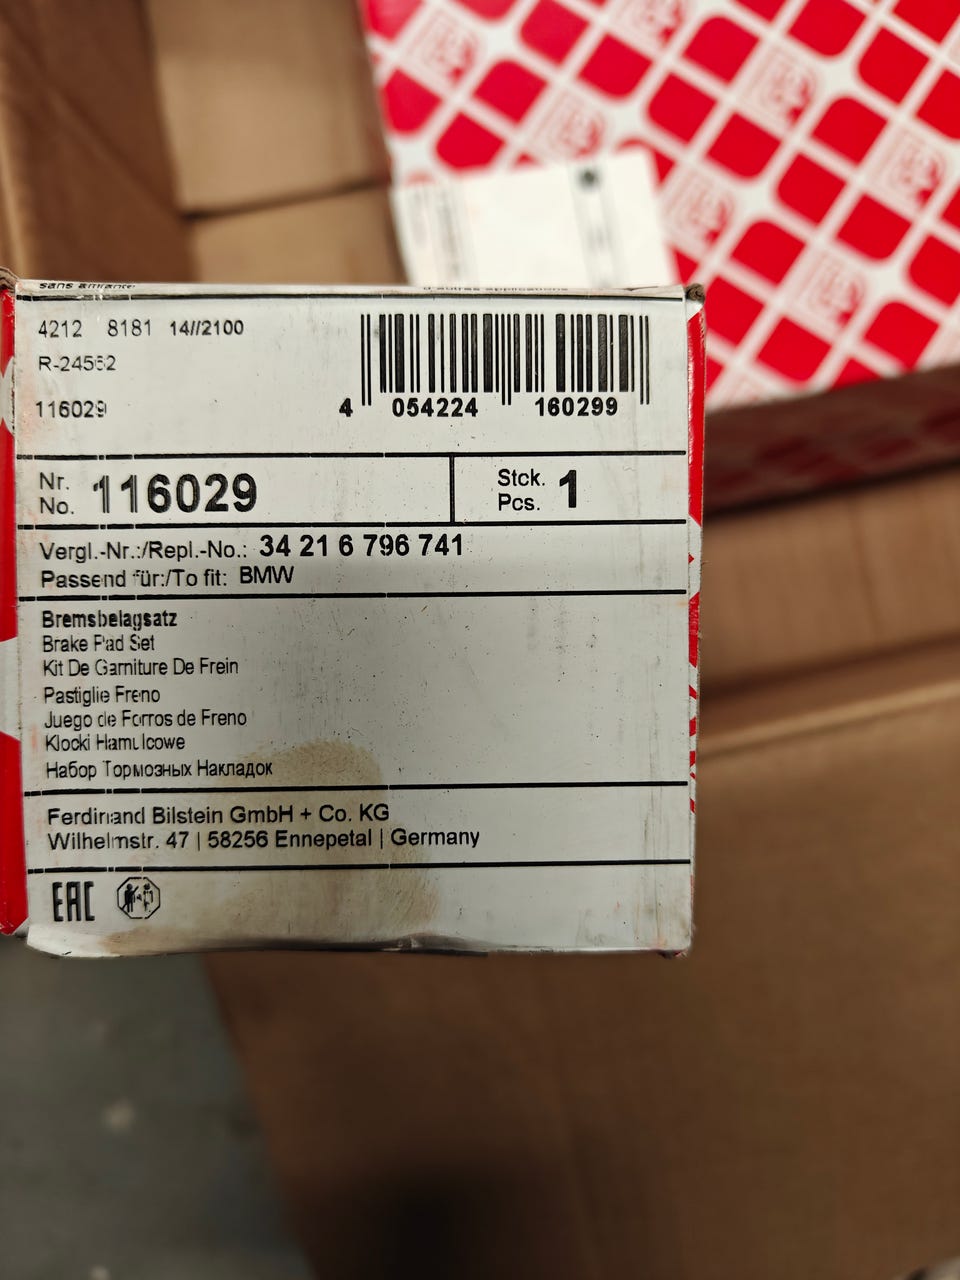 4212 8181 14//2100
R-24552
116029
4 054224 160299
Nr.
No. 116029
Stck.
Pcs. 1
Vergl.-Nr.:/Repl.-No.: 34 21 6 796 741
Passend für:/To fit: BMW
Bremsbelagsatz
Brake Pad Set
Kit De Garniture De Frein
Pastiglie Freno
Juego de Forros de Freno
Klocki Hamulcowe
Набор Тормозных Накладок
Ferdinand Bilstein GmbH + Co. KG
Wilhelmstr. 47 | 58256 Ennepetal | Germany
EAC